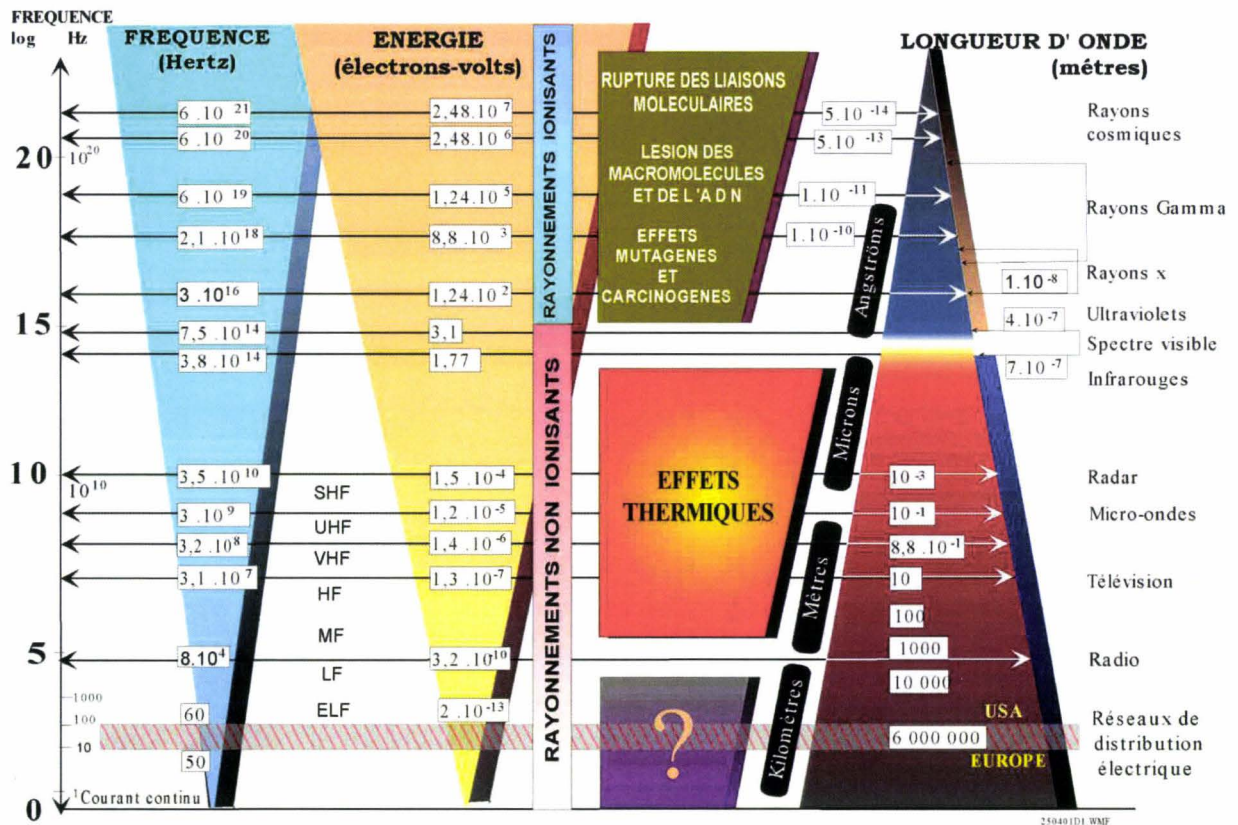 FREQUENCE
log Hz
FREQUENCE
(Hertz)
ENERGIE
(électrons-volts)
LONGUEUR D' ONDE
(métres)
RAYONNEMENTS IONISANTS
RAYONNEMENTS NON IONISANTS
RUPTURE DES LIAISONS
MOLECULAIRES
LESION DES
MACROMOLECULES
ET DE L'A D N
EFFETS
MUTAGENES
ET
CARCINOGENES
6 .10 21
2,48.10 7
5.10 -14
Rayons
cosmiques
6 .10 20
2,48.10 6
5.10 -13
20
10 20
6 .10 19
1,24.10 5
1.10 -11
Rayons Gamma
2,1 .10 18
8,8 .10 3
1.10 -10
Angströms
3 .10 16
1,24.10 2
1.10 -8
Rayons x
15
7,5 .10 14
3,1
4.10 -7
Ultraviolets
3,8 .10 14
1,77
Spectre visible
7.10 -7
Infrarouges
Microns
EFFETS
THERMIQUES
10
10 10
3,5 .10 10
1,5 .10 -4
10 -3
Radar
SHF
3 .10 9
1,2 .10 -5
10 -1
Micro-ondes
UHF
3,2 .10 8
1,4 .10 -6
8,8 .10 -1
VHF
3,1 .10 7
1,3 .10 -7
10
Télévision
HF
Mètres
100
MF
1000
5
8.10 4
3,2 .10 -10
Radio
LF
10 000
Kilomètres
1000
100
10
60
ELF
2 .10 -13
?
USA
6 000 000
EUROPE
Réseaux de
distribution
électrique
50
1 Courant continu
0
250401D1.WMF